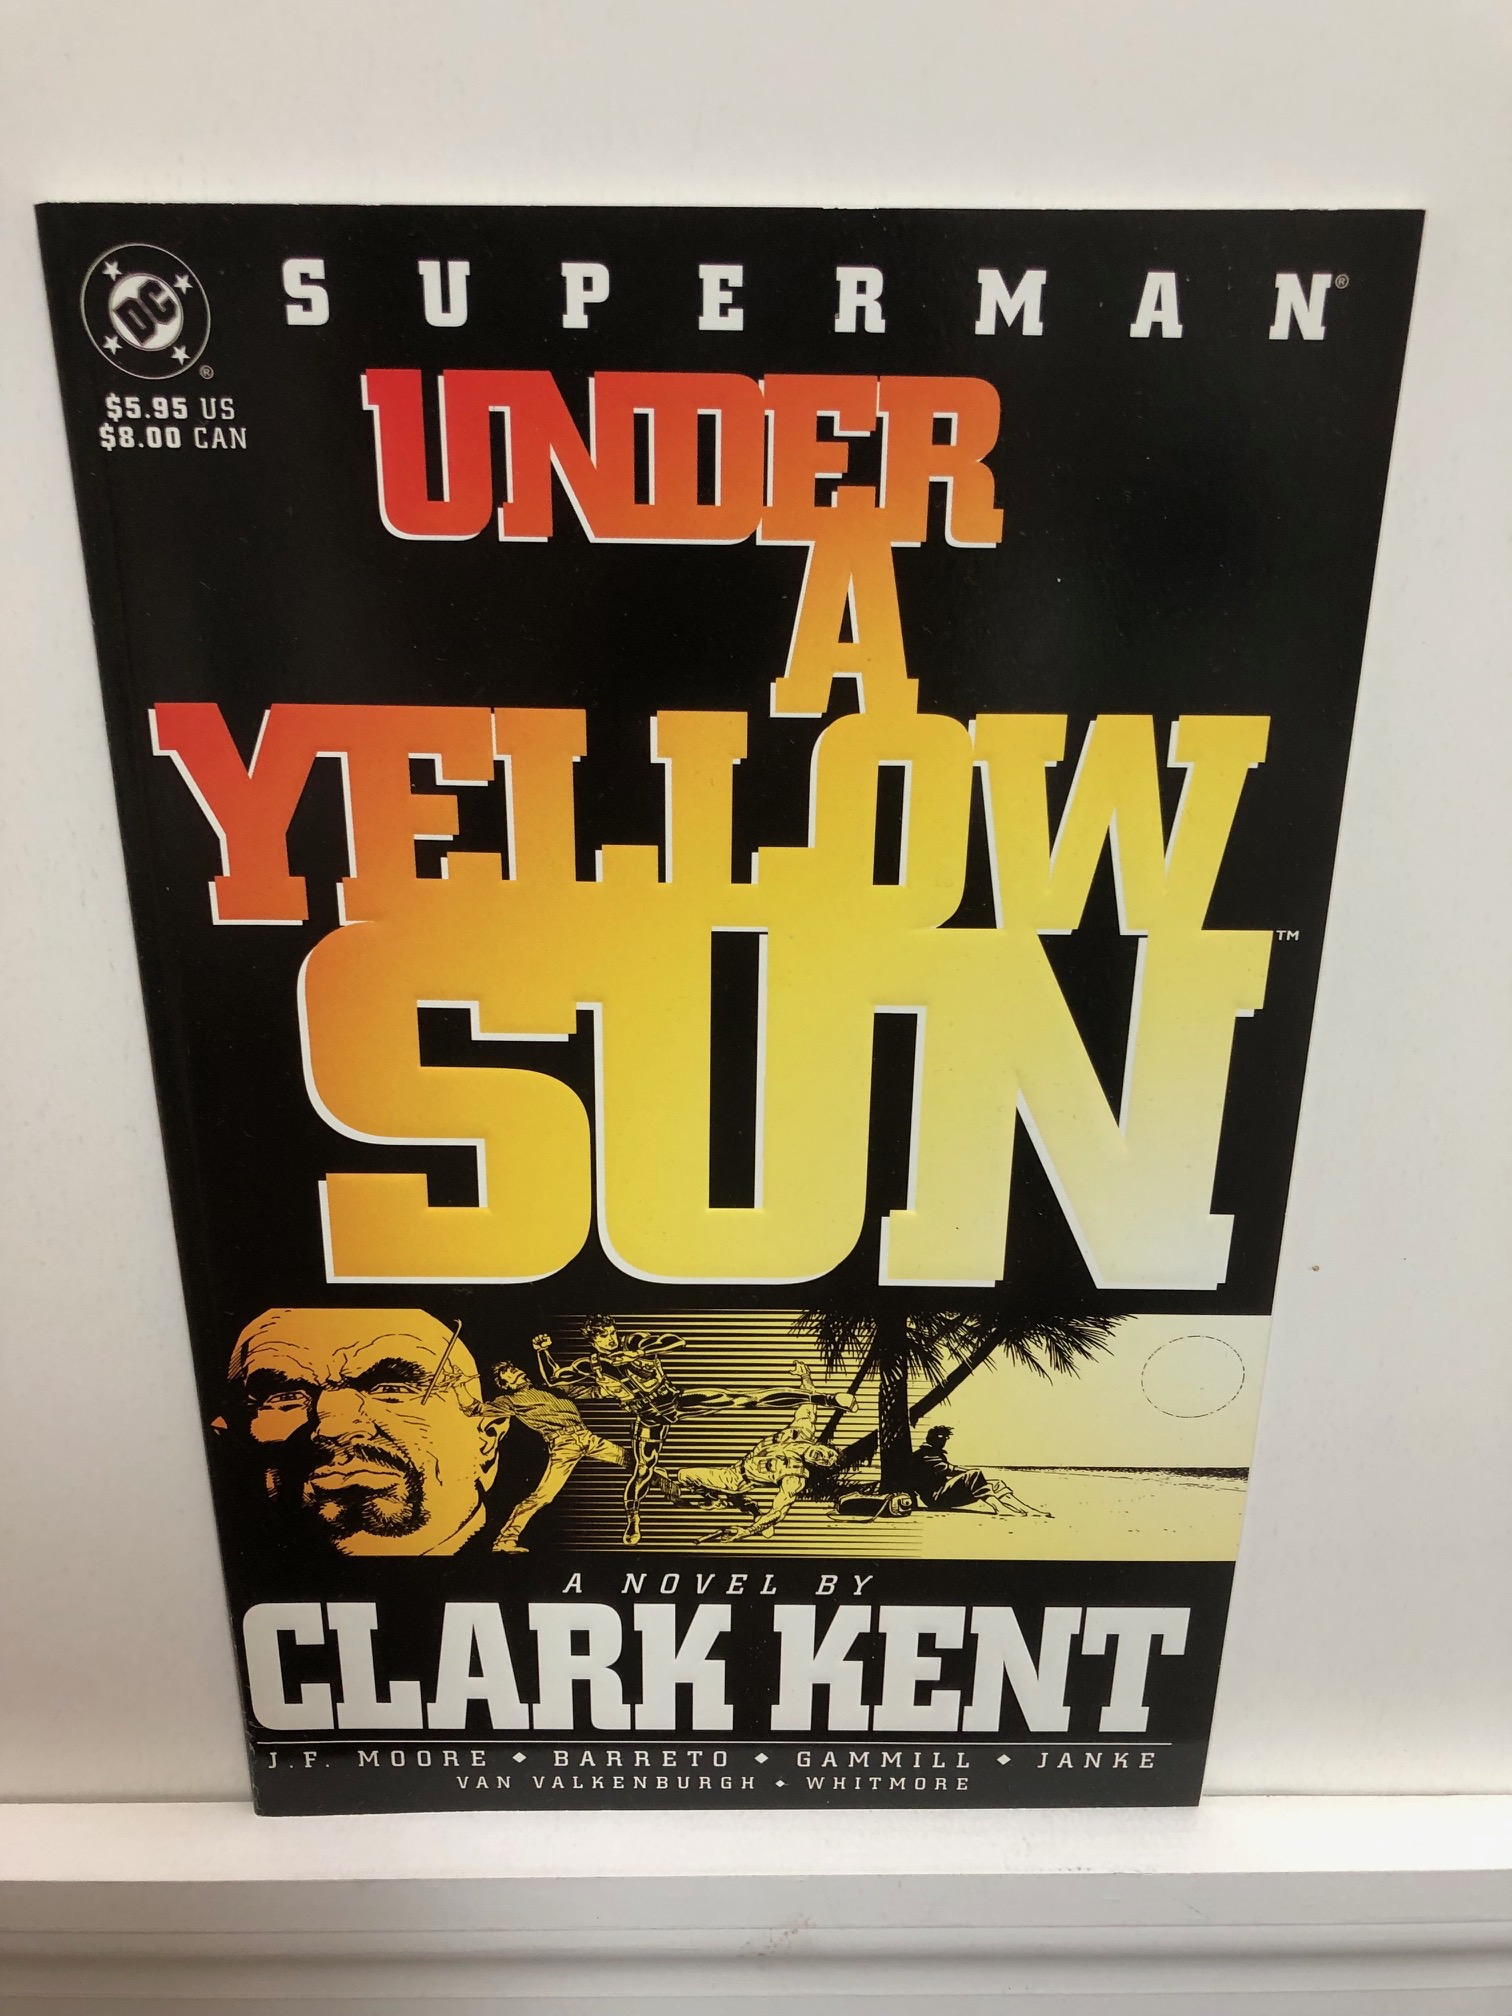 SUPERMAN®
DC
®
$5.95 US
$8.00 CAN
UNDER
A
YELLOW
SUN™
A NOVEL BY
CLARK KENT
J.F. MOORE ◆ BARRETO ◆ GAMMILL ◆ JANKE
VAN VALKENBURGH ◆ WHITMORE